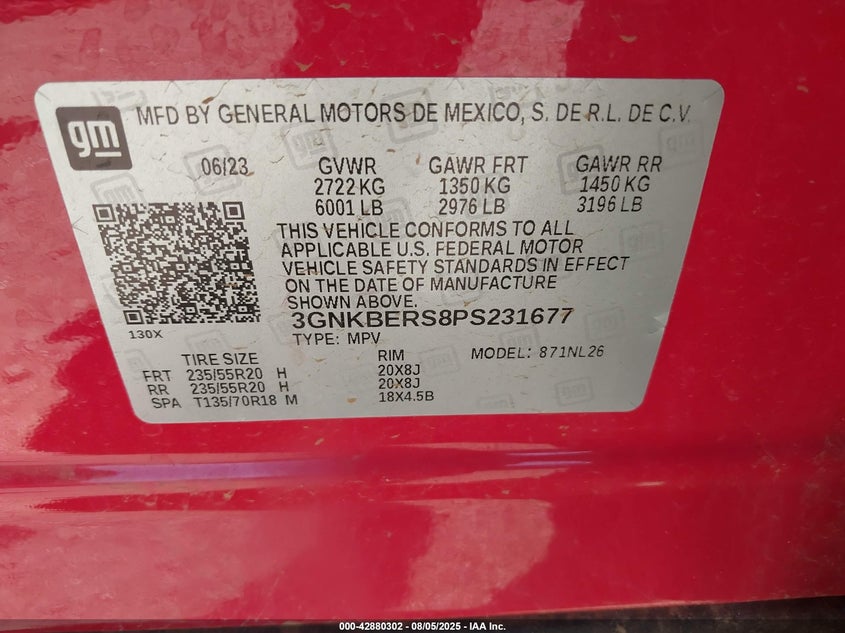 gm
MFD BY GENERAL MOTORS DE MEXICO, S. DE R.L. DE C.V.
06/23 GVWR GAWR FRT GAWR RR
2722 KG 1350 KG 1450 KG
6001 LB 2976 LB 3196 LB
THIS VEHICLE CONFORMS TO ALL
APPLICABLE U.S. FEDERAL MOTOR
VEHICLE SAFETY STANDARDS IN EFFECT
ON THE DATE OF MANUFACTURE
SHOWN ABOVE.
3GNKBERS8PS231677
130X
TYPE: MPV MODEL: 871NL26
TIRE SIZE RIM
FRT 235/55R20 H 20X8J
RR 235/55R20 H 20X8J
SPA T135/70R18 M 18X4.5B
000-42880302 - 08/05/2025 - IAA Inc.